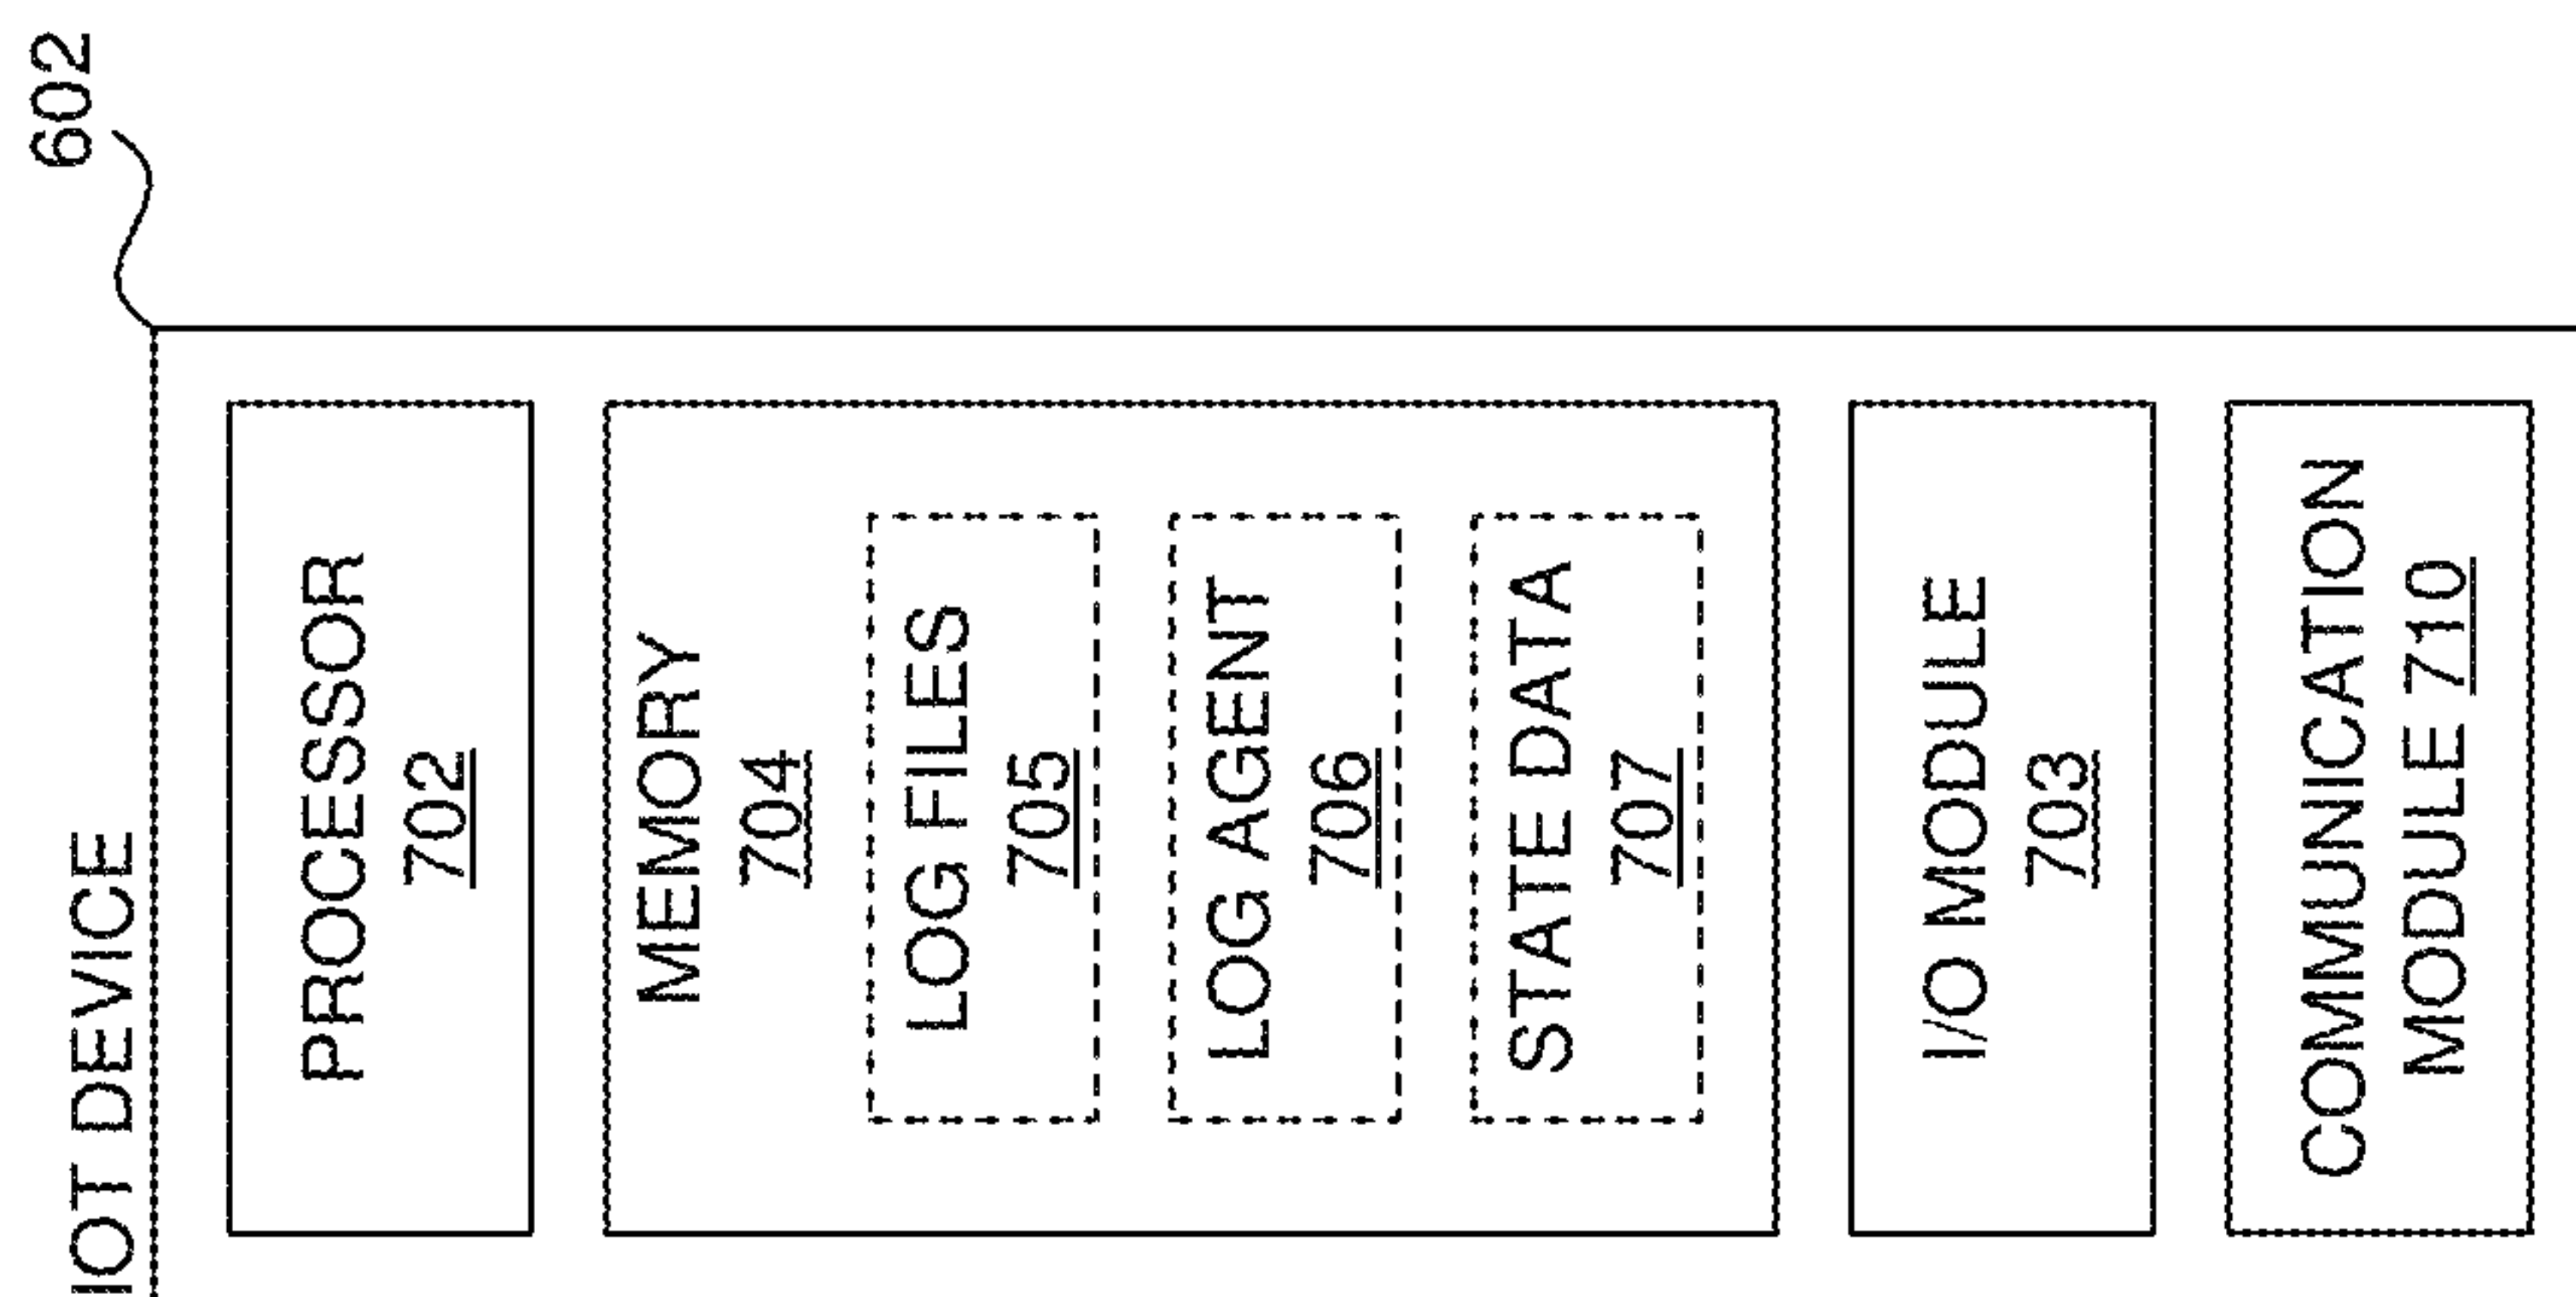 602
IOT DEVICE
PROCESSOR
702
MEMORY
704
LOG FILES
705
LOG AGENT
706
STATE DATA
707
I/O MODULE
703
COMMUNICATION
MODULE 710